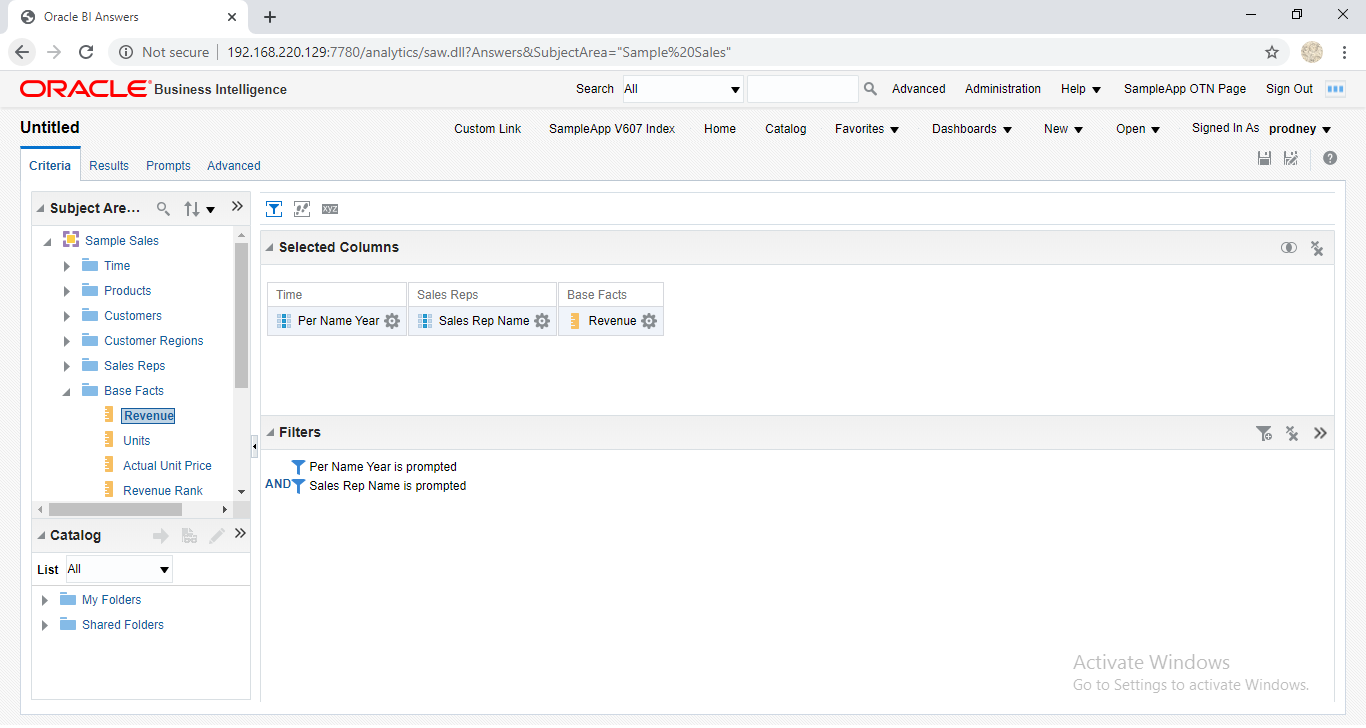 Oracle BI Answers
Not secure 192.168.220.129:7780/analytics/saw.dll?Answers&SubjectArea="Sample%20Sales"
ORACLE Business Intelligence Search All Advanced Administration Help SampleApp OTN Page Sign Out
Untitled Custom Link SampleApp V607 Index Home Catalog Favorites Dashboards New Open Signed In As prodney
Criteria Results Prompts Advanced
Subject Are...
xyz
Sample Sales
Time
Products
Customers
Customer Regions
Sales Reps
Base Facts
Revenue
Units
Actual Unit Price
Revenue Rank
Catalog
List All
My Folders
Shared Folders
Selected Columns
Time Sales Reps Base Facts
Per Name Year Sales Rep Name Revenue
Filters
Per Name Year is prompted
AND Sales Rep Name is prompted
Activate Windows
Go to Settings to activate Windows.